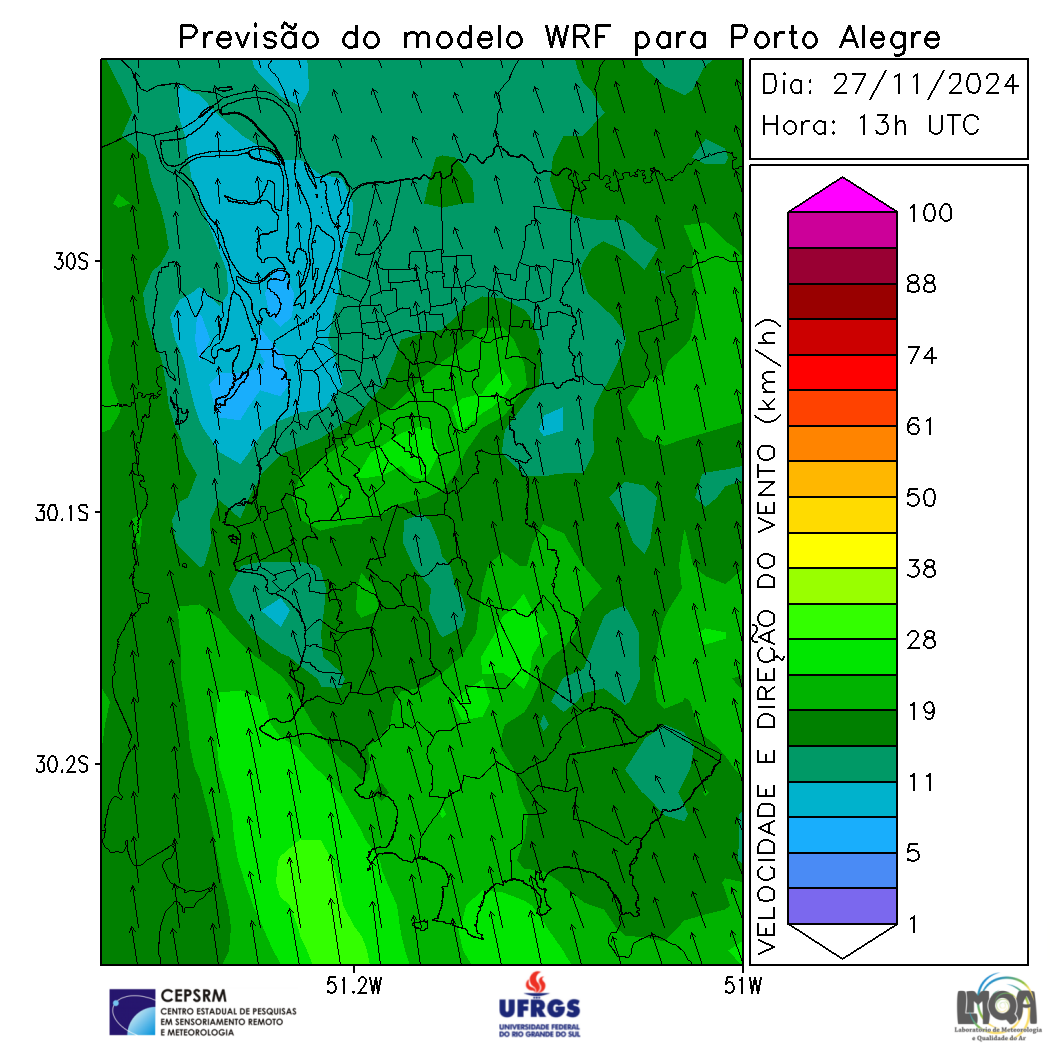 Previsão do modelo WRF para Porto Alegre
Dia: 27/11/2024
Hora: 13h UTC
30S
30.1S
30.2S
51.2W
51W
VELOCIDADE E DIREÇÃO DO VENTO (km/h)
100
88
74
61
50
38
28
19
11
5
1
CEPSRM
CENTRO ESTADUAL DE PESQUISAS
EM SENSORIAMENTO REMOTO
E METEOROLOGIA
UFRGS
UNIVERSIDADE FEDERAL
DO RIO GRANDE DO SUL
LMQA
Laboratório de Meteorologia
e Qualidade do Ar